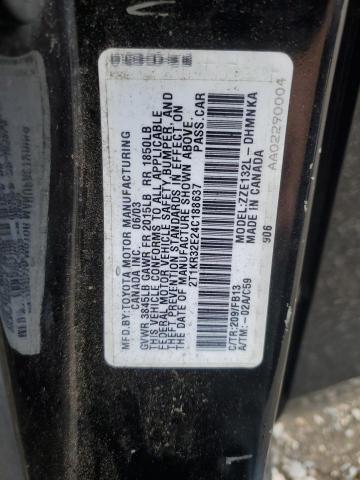 MFD.BY:TOYOTA MOTOR MANUFACTURING
CANADA INC. 06/03
GVWR 3845LB GAWR FR 2015LB RR 1850LB
THIS VEHICLE CONFORMS TO ALL APPLICABLE
FEDERAL MOTOR VEHICLE SAFETY, BUMPER, AND
THEFT PREVENTION STANDARDS IN EFFECT ON
THE DATE OF MANUFACTURE SHOWN ABOVE.
2T1KR32E24C188637 PASS.CAR
C/TR:209/FB13 MODEL:ZZE132L-DHMNKA
A/TM:-02A/C59 MADE IN CANADA
906
AA02290004